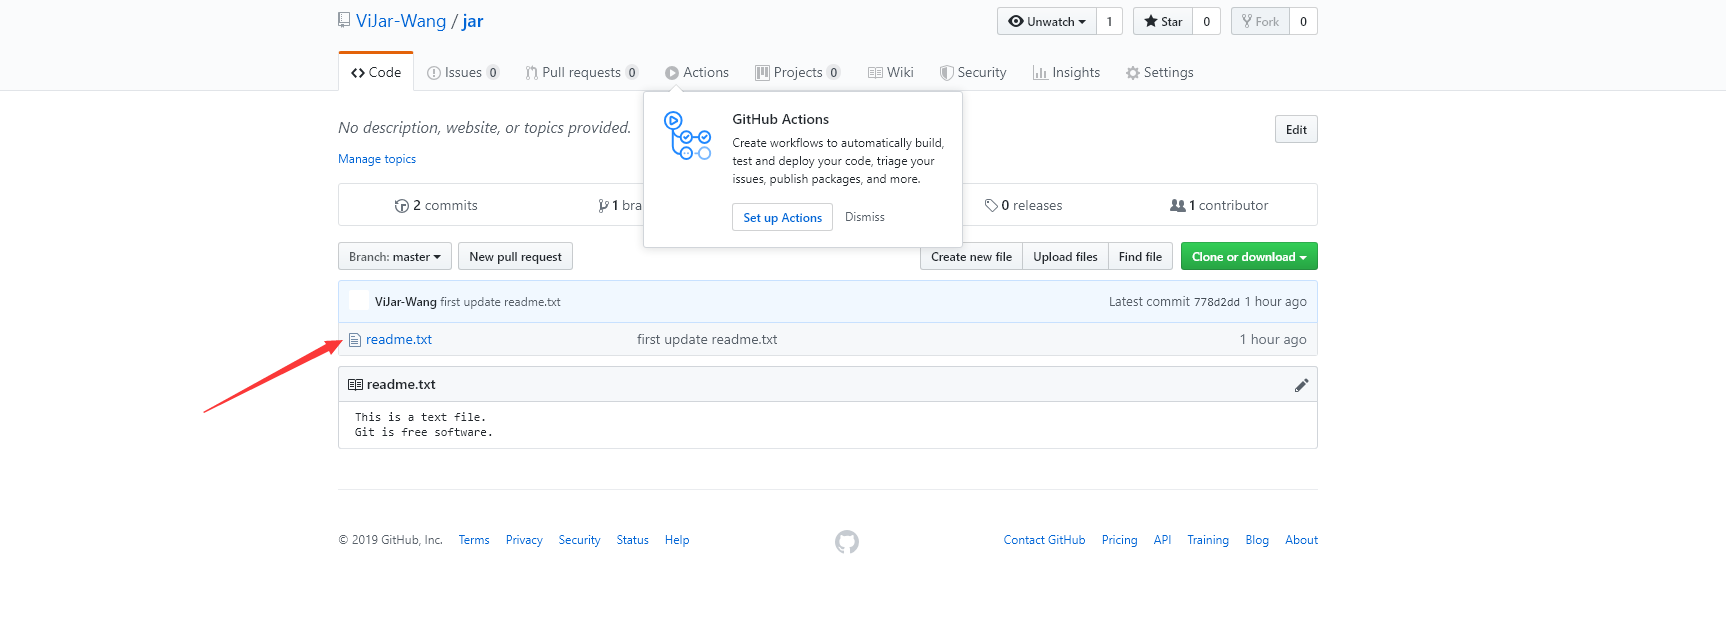 ViJar-Wang / jar
Unwatch 1 Star 0 Fork 0
Code Issues 0 Pull requests 0 Actions Projects 0 Wiki Security Insights Settings
GitHub Actions
Create workflows to automatically build,
test and deploy your code, triage your
issues, publish packages, and more.
Set up Actions Dismiss
No description, website, or topics provided. Edit
Manage topics
2 commits 1 bra 0 releases 1 contributor
Branch: master New pull request Create new file Upload files Find file Clone or download
ViJar-Wang first update readme.txt Latest commit 778d2dd 1 hour ago
readme.txt first update readme.txt 1 hour ago
readme.txt
This is a text file.
Git is free software.
© 2019 GitHub, Inc. Terms Privacy Security Status Help Contact GitHub Pricing API Training Blog About